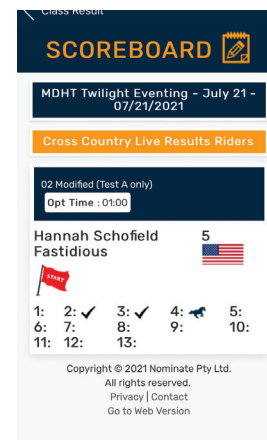 Class Result
SCOREBOARD
MDHT Twilight Eventing - July 21 -
07/21/2021
Cross Country Live Results Riders
02 Modified (Test A only)
Opt Time : 01:00
Hannah Schofield 5
Fastidious
START
1: 2: ✓ 3: ✓ 4: 5:
6: 7: 8: 9: 10:
11: 12: 13:
Copyright © 2021 Nominate Pty Ltd.
All rights reserved.
Privacy | Contact
Go to Web Version